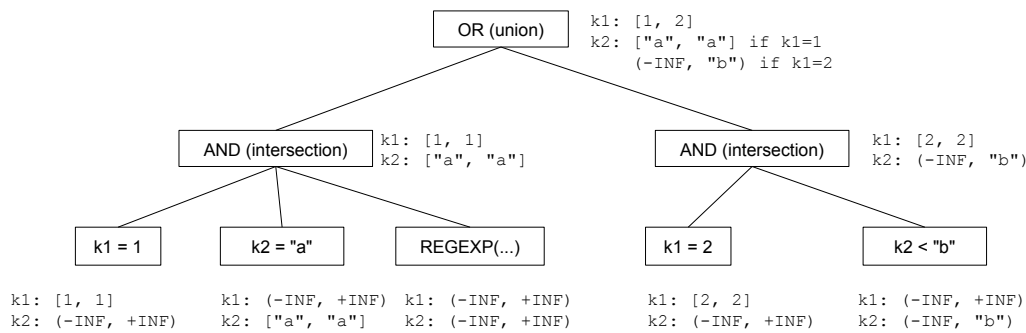 OR (union)
k1: [1, 2]
k2: ["a", "a"] if k1=1
(-INF, "b") if k1=2
AND (intersection)
k1: [1, 1]
k2: ["a", "a"]
AND (intersection)
k1: [2, 2]
k2: (-INF, "b")
k1 = 1
k2 = "a"
REGEXP(...)
k1 = 2
k2 < "b"
k1: [1, 1]
k2: (-INF, +INF)
k1: (-INF, +INF)
k2: ["a", "a"]
k1: (-INF, +INF)
k2: (-INF, +INF)
k1: [2, 2]
k2: (-INF, +INF)
k1: (-INF, +INF)
k2: (-INF, "b")